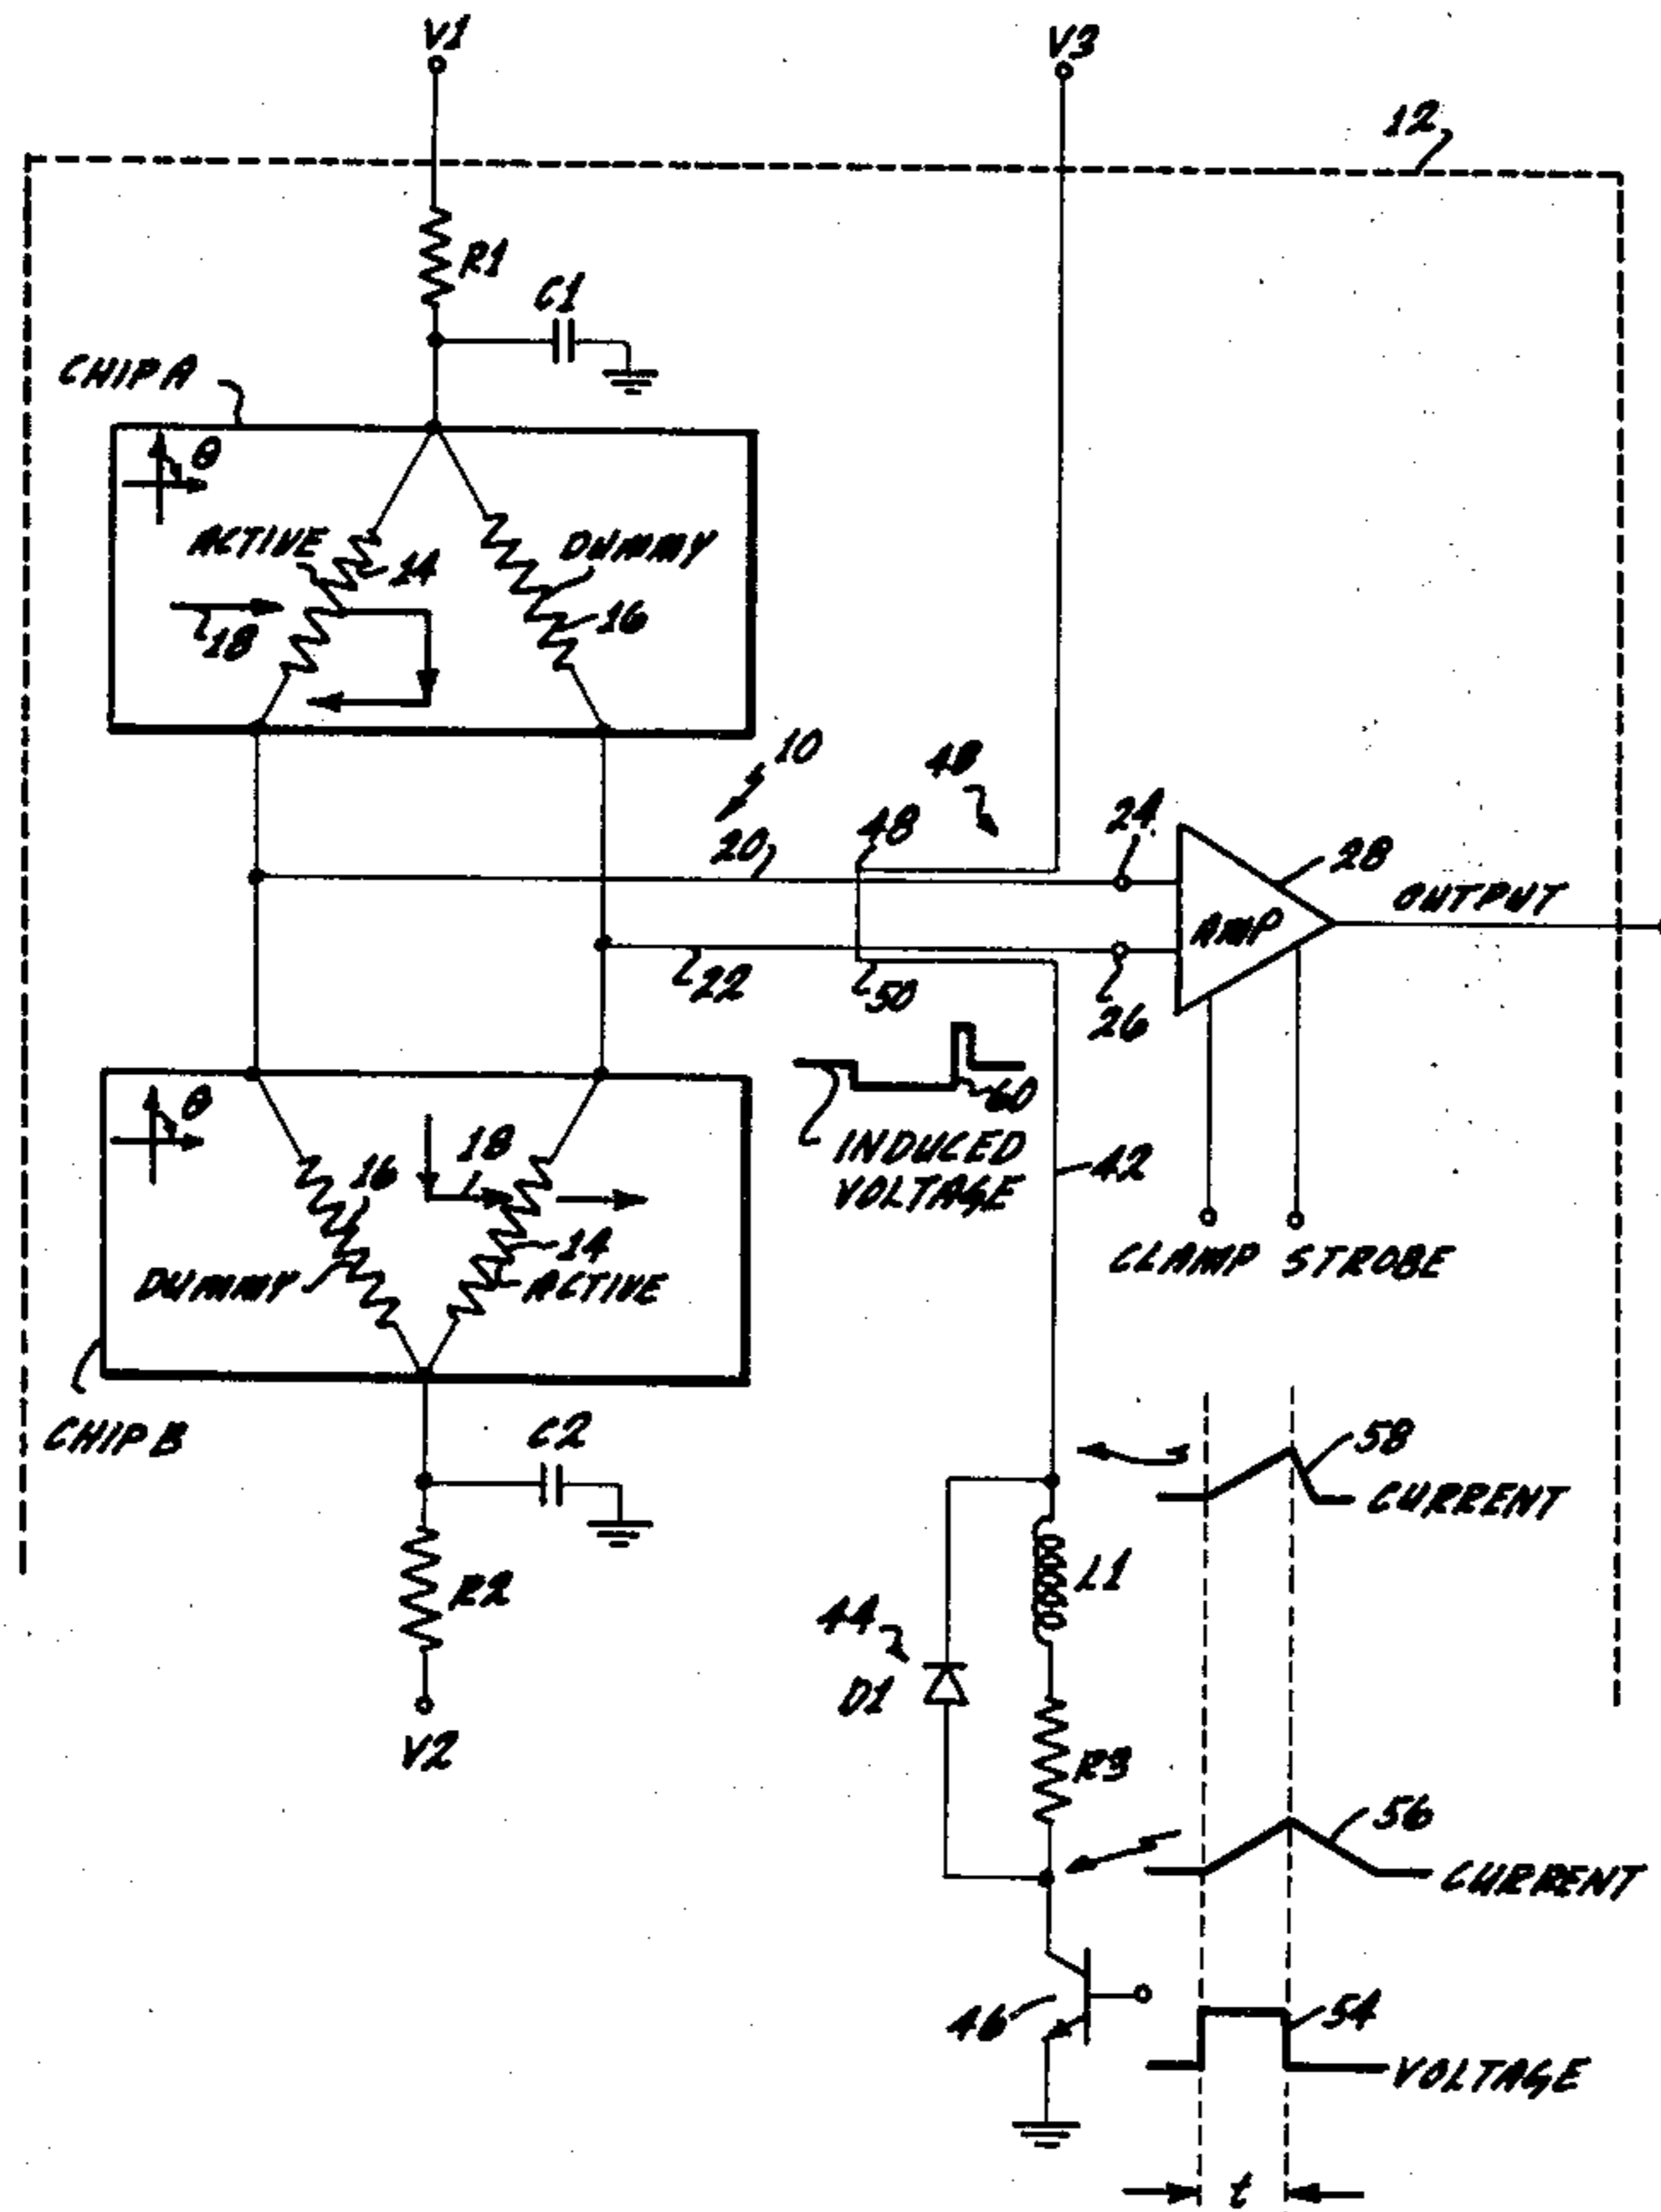 V1
V3
12
R1
C1
CHIP A
θ
ACTIVE
14
DUMMY
18
16
10
20
48
40
24
28
AMP
OUTPUT
22
50
26
60
INDUCED
VOLTAGE
42
CLAMP STROBE
θ
18
16
14
DUMMY
ACTIVE
CHIP B
C2
58
CURRENT
L1
R2
44
D1
V2
R3
56
CURRENT
46
54
VOLTAGE
t